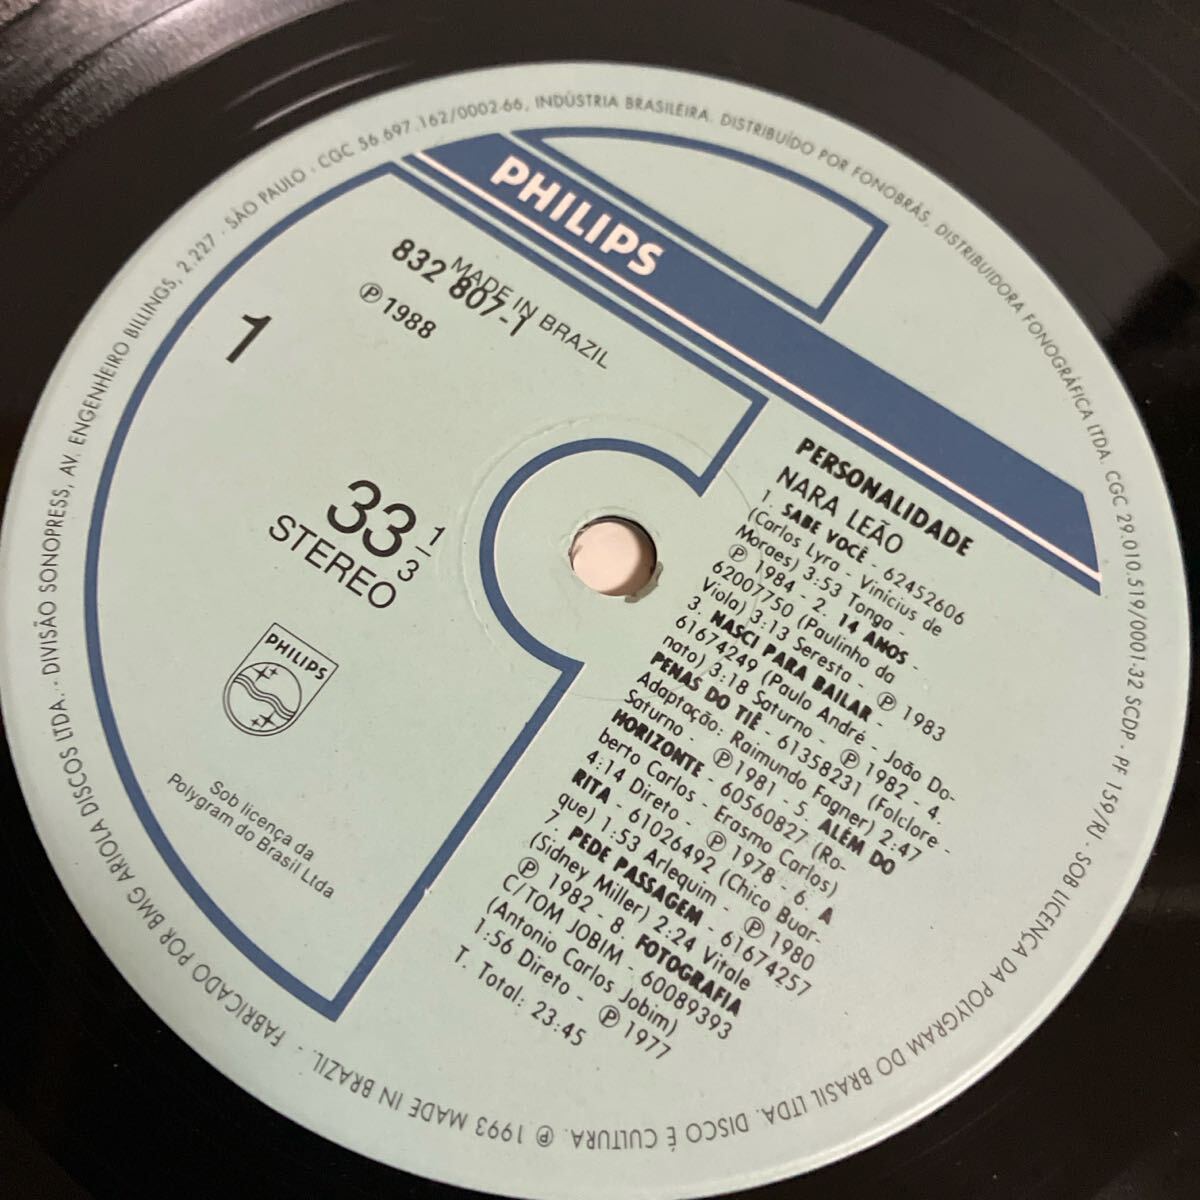 PHILIPS
MADE IN BRAZIL
832 807-1
℗ 1988
1
33 1/3
STEREO
PHILIPS
Sob licença da
Polygram do Brasil Ltda
PERSONALIDADE
NARA LEÃO
1. SABE VOCÊ - 62452606
(Carlos Lyra - Vinicius de
Moraes) 3:53 Tonga -
℗ 1984 - 2. 14 ANOS -
62007750 (Paulinho da
Viola) 3:13 Seresta - ℗ 1983
3. NASCI PARA BAILAR -
61674249 (Paulo André - João Do-
nato) 3:18 Saturno - ℗ 1982 - 4.
PENAS DO TIÊ - 61358231 (Folclore -
Adaptação: Raimundo Fagner) 2:47
Saturno - ℗1981 - 5. ALÉM DO
HORIZONTE - 60560827 (Ro-
berto Carlos - Erasmo Carlos)
4:14 Direto - ℗ 1978 - 6. A
RITA - 61026492 (Chico Buar-
que) 1:53 Arlequim - ℗ 1980
7. PEDE PASSAGEM - 61674257
(Sidney Miller) 2:24 Vitale
℗ 1982 - 8. FOTOGRAFIA
C/TOM JOBIM - 60089393
(Antonio Carlos Jobim)
1:56 Direto - ℗ 1977
T. Total: 23:45
FABRICADO POR BMG ARIOLA DISCOS LTDA. - DIVISÃO SONOPRESS, AV. ENGENHEIRO BILLINGS, 2.227 - SÃO PAULO - CGC 56.697.162/0002-66, INDÚSTRIA BRASILEIRA. DISTRIBUÍDO POR FONOBRÁS, DISTRIBUIDORA FONOGRÁFICA LTDA. CGC 29.010.519/0001-32 SCDP - PF 159/RJ - SOB LICENÇA DA POLYGRAM DO BRASIL LTDA. DISCO É CULTURA. ℗ 1993 MADE IN BRAZIL.